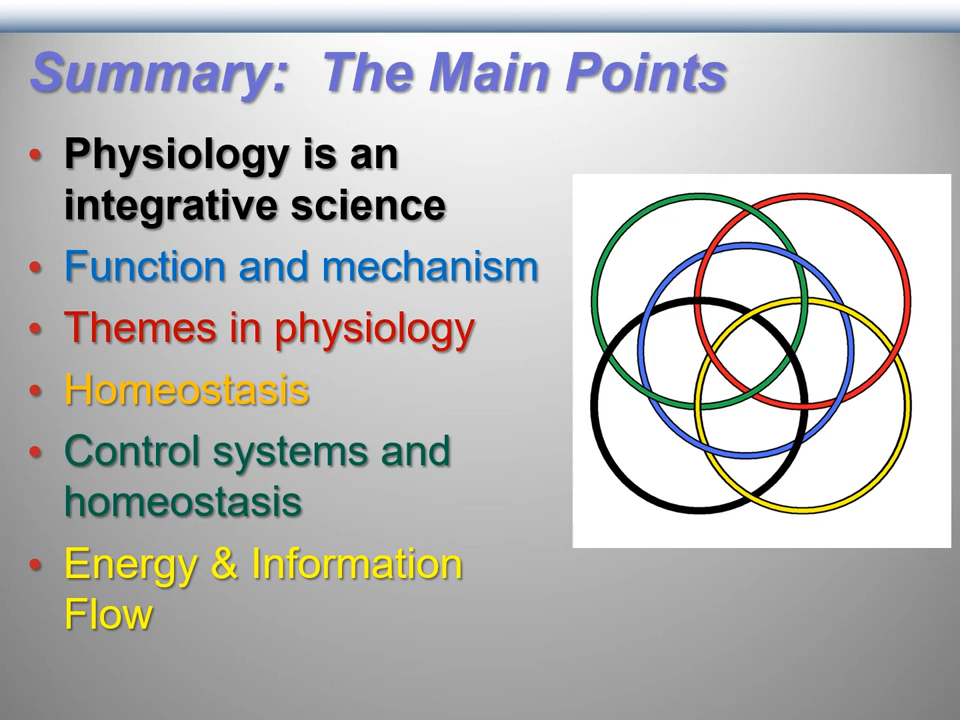 Summary:  The Main Points
• Physiology is an
integrative science
• Function and mechanism
• Themes in physiology
• Homeostasis
• Control systems and
homeostasis
• Energy & Information
Flow